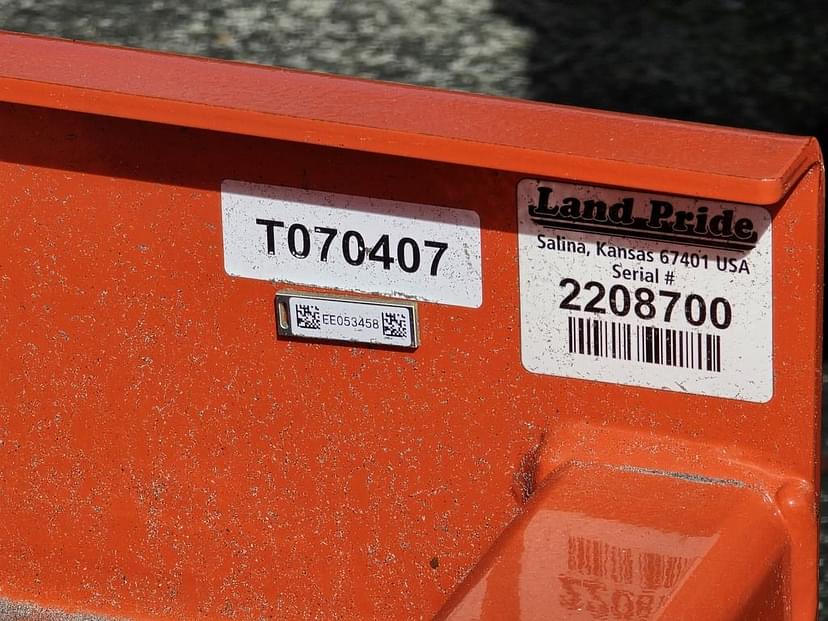 T070407
EE053458
Land Pride
Salina, Kansas 67401 USA
Serial #
2208700